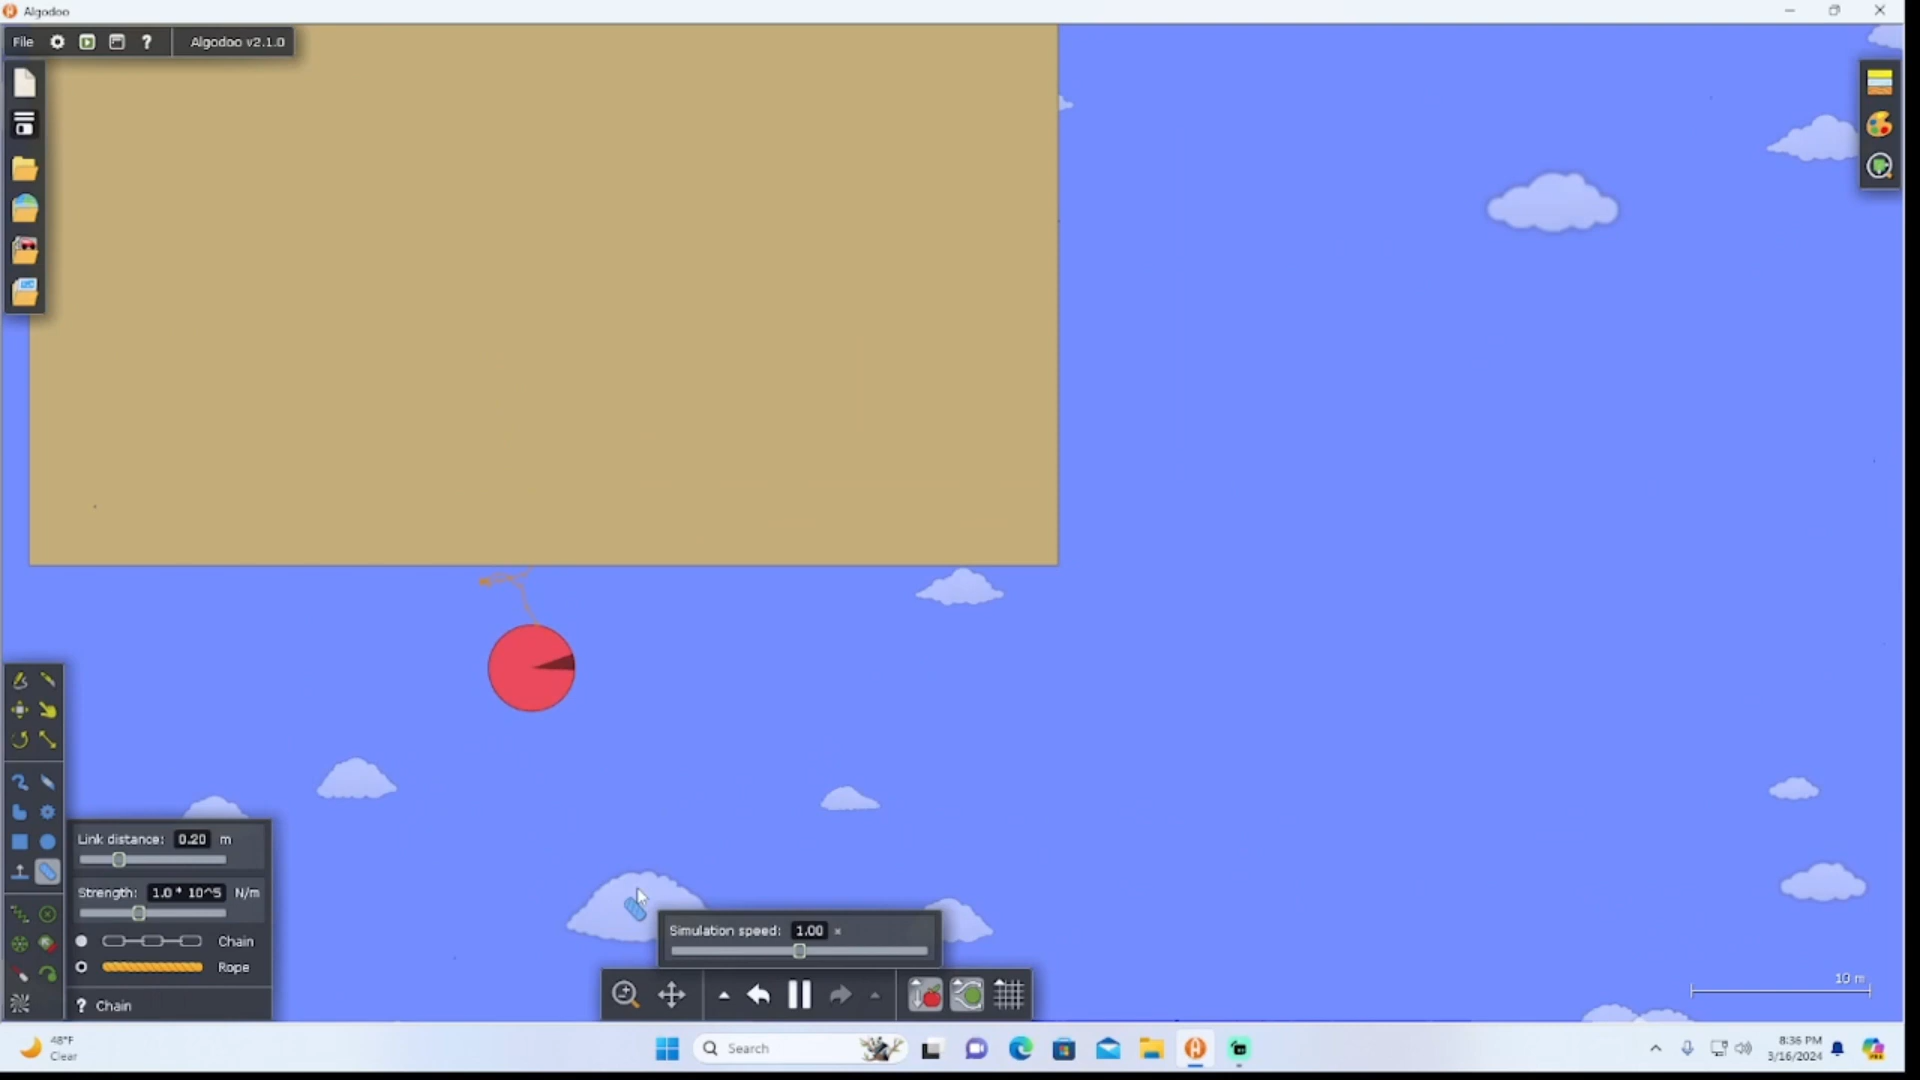 Algodoo
File
?
Algodoo v2.1.0
Link distance: 0.20 m
Strength: 1.0 * 10^5 N/m
Chain
Rope
? Chain
Simulation speed: 1.00 x
10 m
48°F
Clear
Search
8:36 PM
3/16/2024